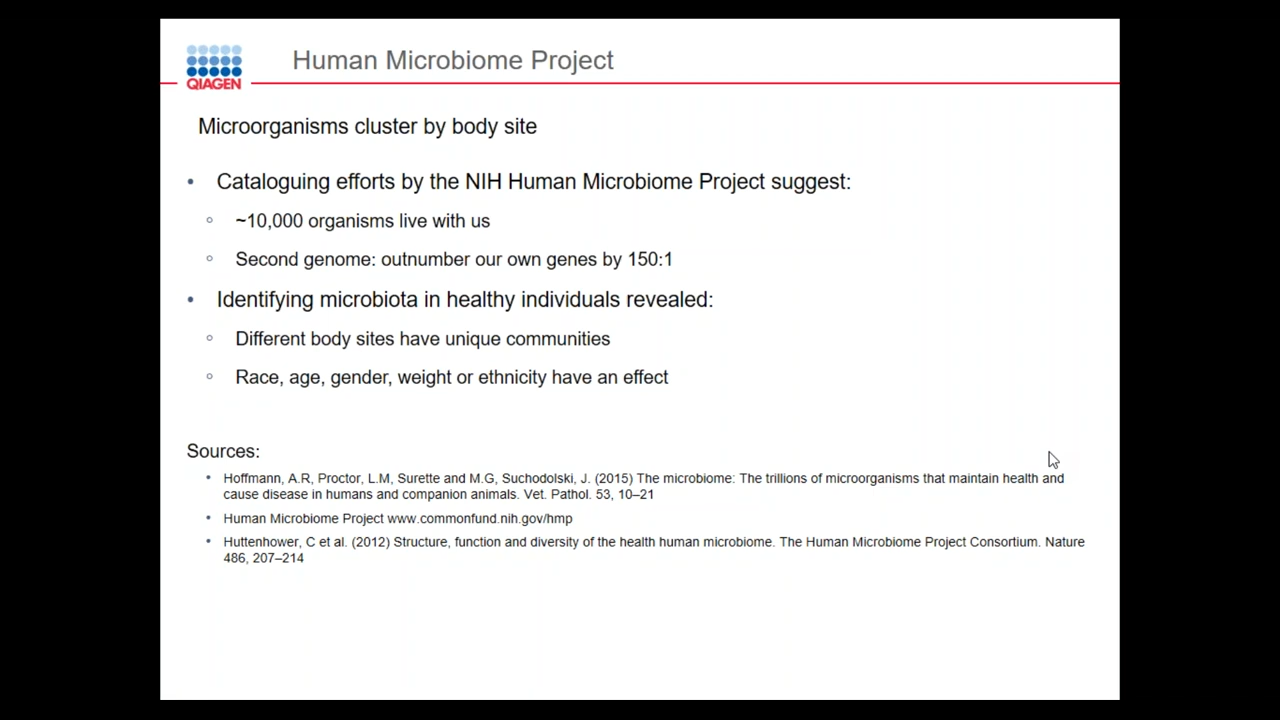 QIAGEN
Human Microbiome Project
Microorganisms cluster by body site
• Cataloguing efforts by the NIH Human Microbiome Project suggest:
○ ~10,000 organisms live with us
○ Second genome: outnumber our own genes by 150:1
• Identifying microbiota in healthy individuals revealed:
○ Different body sites have unique communities
○ Race, age, gender, weight or ethnicity have an effect
Sources:
• Hoffmann, A.R, Proctor, L.M, Surette and M.G, Suchodolski, J. (2015) The microbiome: The trillions of microorganisms that maintain health and
cause disease in humans and companion animals. Vet. Pathol. 53, 10–21
• Human Microbiome Project www.commonfund.nih.gov/hmp
• Huttenhower, C et al. (2012) Structure, function and diversity of the health human microbiome. The Human Microbiome Project Consortium. Nature
486, 207–214